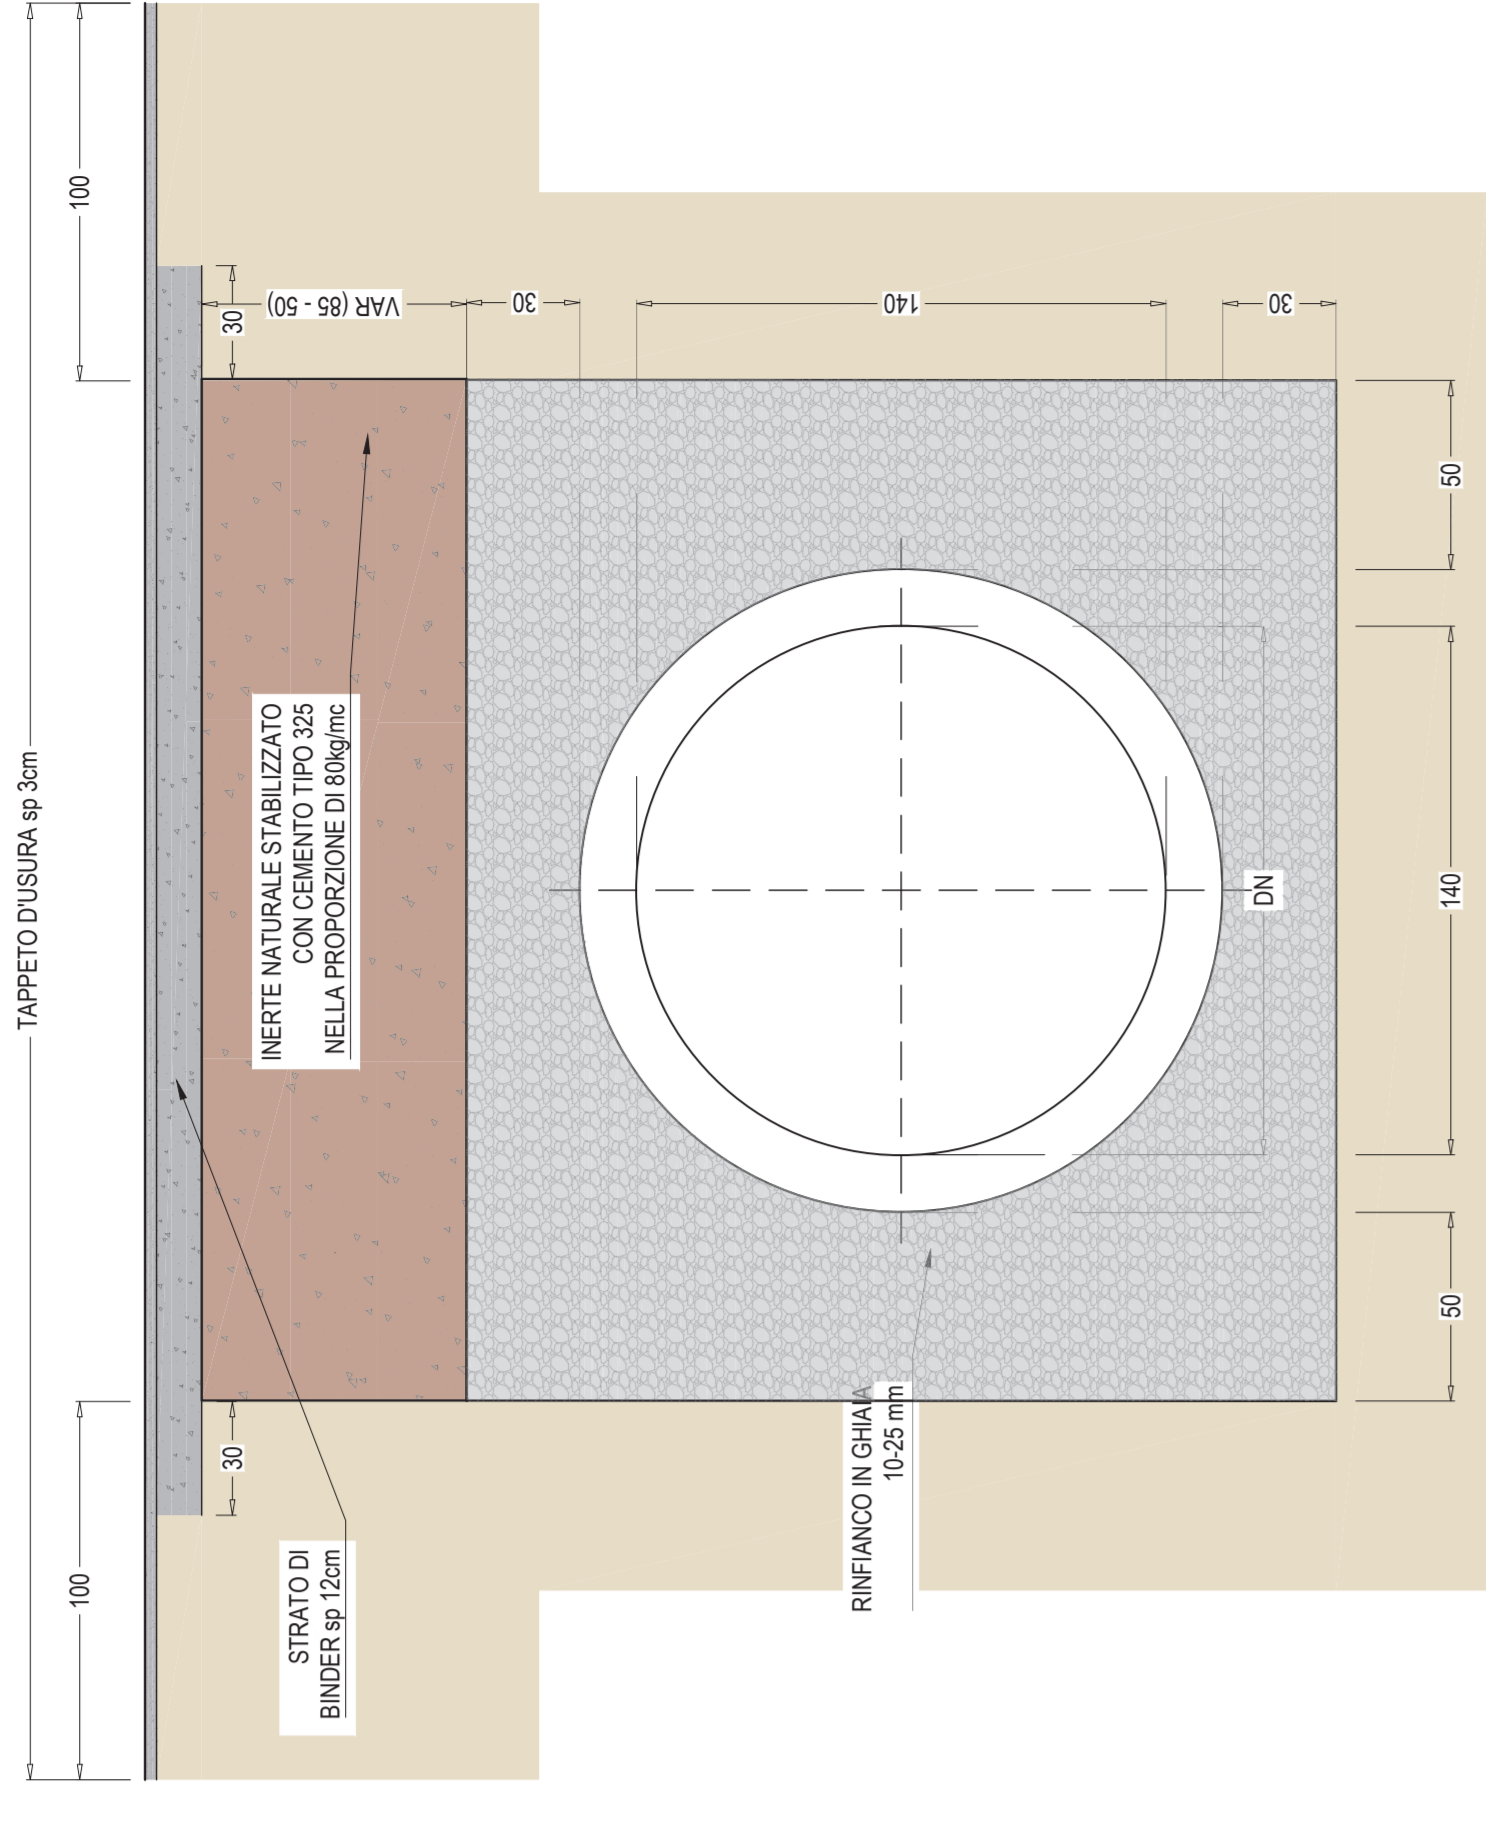 TAPPETO D'USURA sp 3cm
100
100
30
30
VAR (85 - 50)
30
140
30
INERTE NATURALE STABILIZZATO
CON CEMENTO TIPO 325
NELLA PROPORZIONE DI 80kg/mc
STRATO DI
BINDER sp 12cm
RINFIANCO IN GHIAIA
10-25 mm
DN
50
140
50